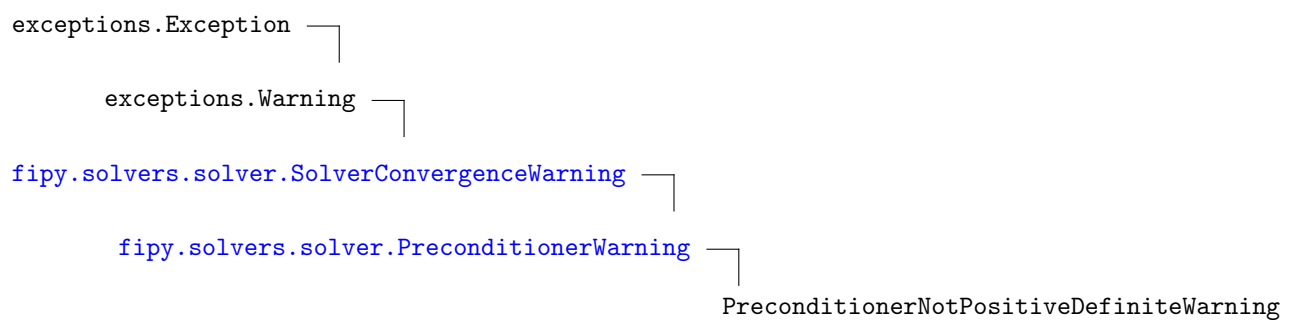 exceptions.Exception
exceptions.Warning
fipy.solvers.solver.SolverConvergenceWarning
fipy.solvers.solver.PreconditionerWarning
PreconditionerNotPositiveDefiniteWarning